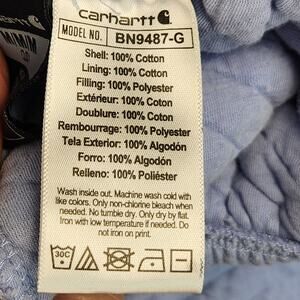 carhartt
MODEL NO. BN9487-G
Shell: 100% Cotton
Lining: 100% Cotton
Filling: 100% Polyester
Extérieur: 100% Coton
Doublure: 100% Coton
Rembourrage: 100% Polyester
Tela Exterior: 100% Algodón
Forro: 100% Algodón
Relleno: 100% Poliéster
Wash inside out. Machine wash cold with
like colors. Only non-chlorine bleach when
needed. No tumble dry. Only dry by flat.
Iron with low temperature if needed. Do
not iron on print.
30C
M/M/M